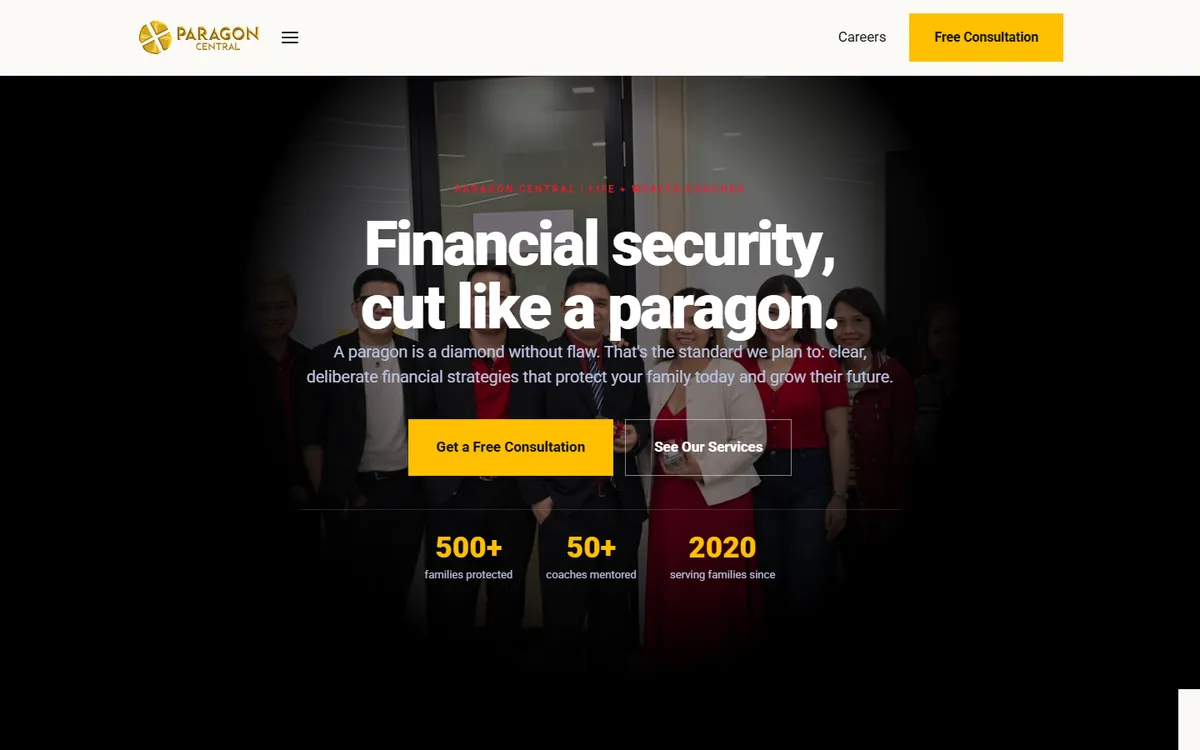 PARAGON
CENTRAL
Careers
Free Consultation
PARAGON CENTRAL | LIFE + WEALTH COACHES
Financial security,
cut like a paragon.
A paragon is a diamond without flaw. That's the standard we plan to: clear,
deliberate financial strategies that protect your family today and grow their future.
Get a Free Consultation
See Our Services
500+
50+
2020
families protected
coaches mentored
serving families since